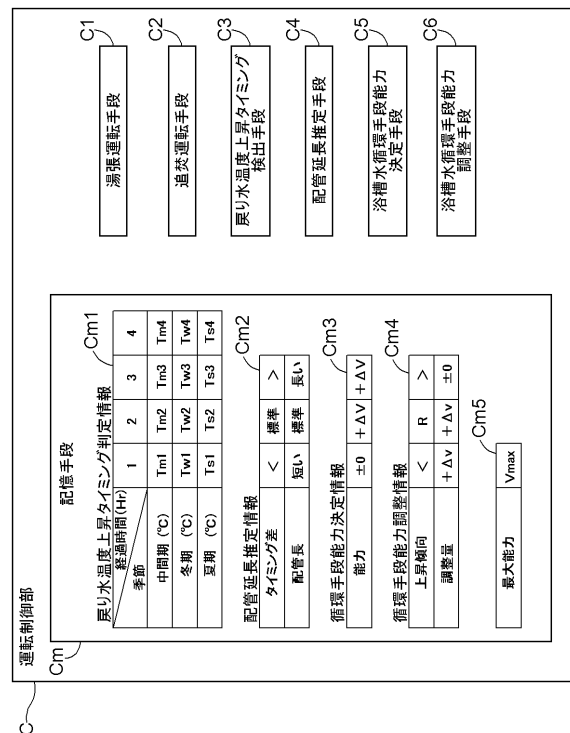 C
運転制御部
Cm
記憶手段
戻り水温度上昇タイミング判定情報
Cm1
経過時間(Hr) 1 2 3 4
季節
中間期 (℃) Tm1 Tm2 Tm3 Tm4
冬期 (℃) Tw1 Tw2 Tw3 Tw4
夏期 (℃) Ts1 Ts2 Ts3 Ts4
配管延長推定情報
Cm2
タイミング差 < 標準 >
配管長 短い 標準 長い
循環手段能力決定情報
Cm3
能力 ±0 +ΔV +ΔV
循環手段能力調整情報
Cm4
上昇傾向 < R >
調整量 +Δv +Δv ±0
Cm5
最大能力 Vmax
湯張運転手段
C1
追焚運転手段
C2
戻り水温度上昇タイミング
検出手段
C3
配管延長推定手段
C4
浴槽水循環手段能力
決定手段
C5
浴槽水循環手段能力
調整手段
C6